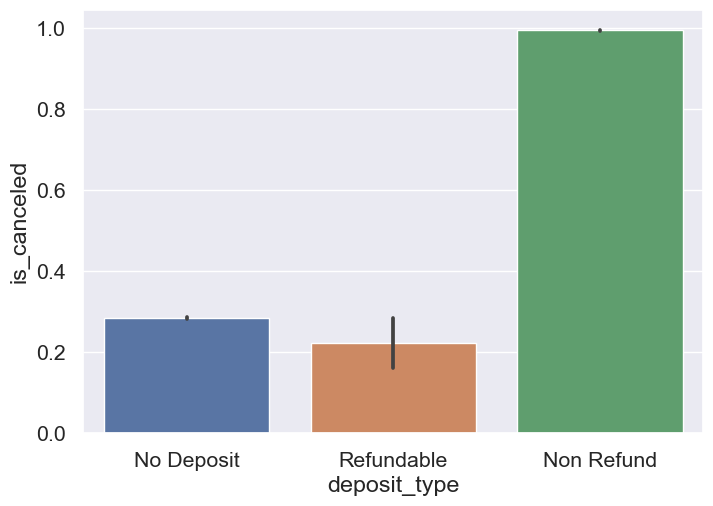 1.0
0.8
0.6
0.4
0.2
0.0
is_canceled
No Deposit
Refundable
Non Refund
deposit_type